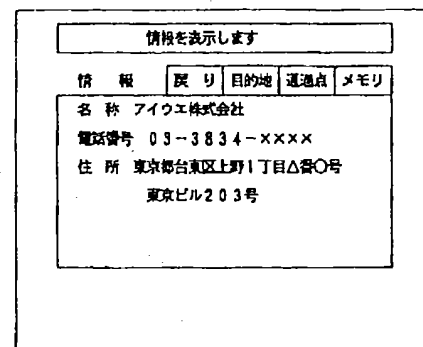 情報を表示します
情 報 戻 り 目的地 通過点 メモリ
名 称 アイウエ株式会社
電話番号 03-3834-××××
住 所 東京都台東区上野1丁目△番○号
東京ビル203号